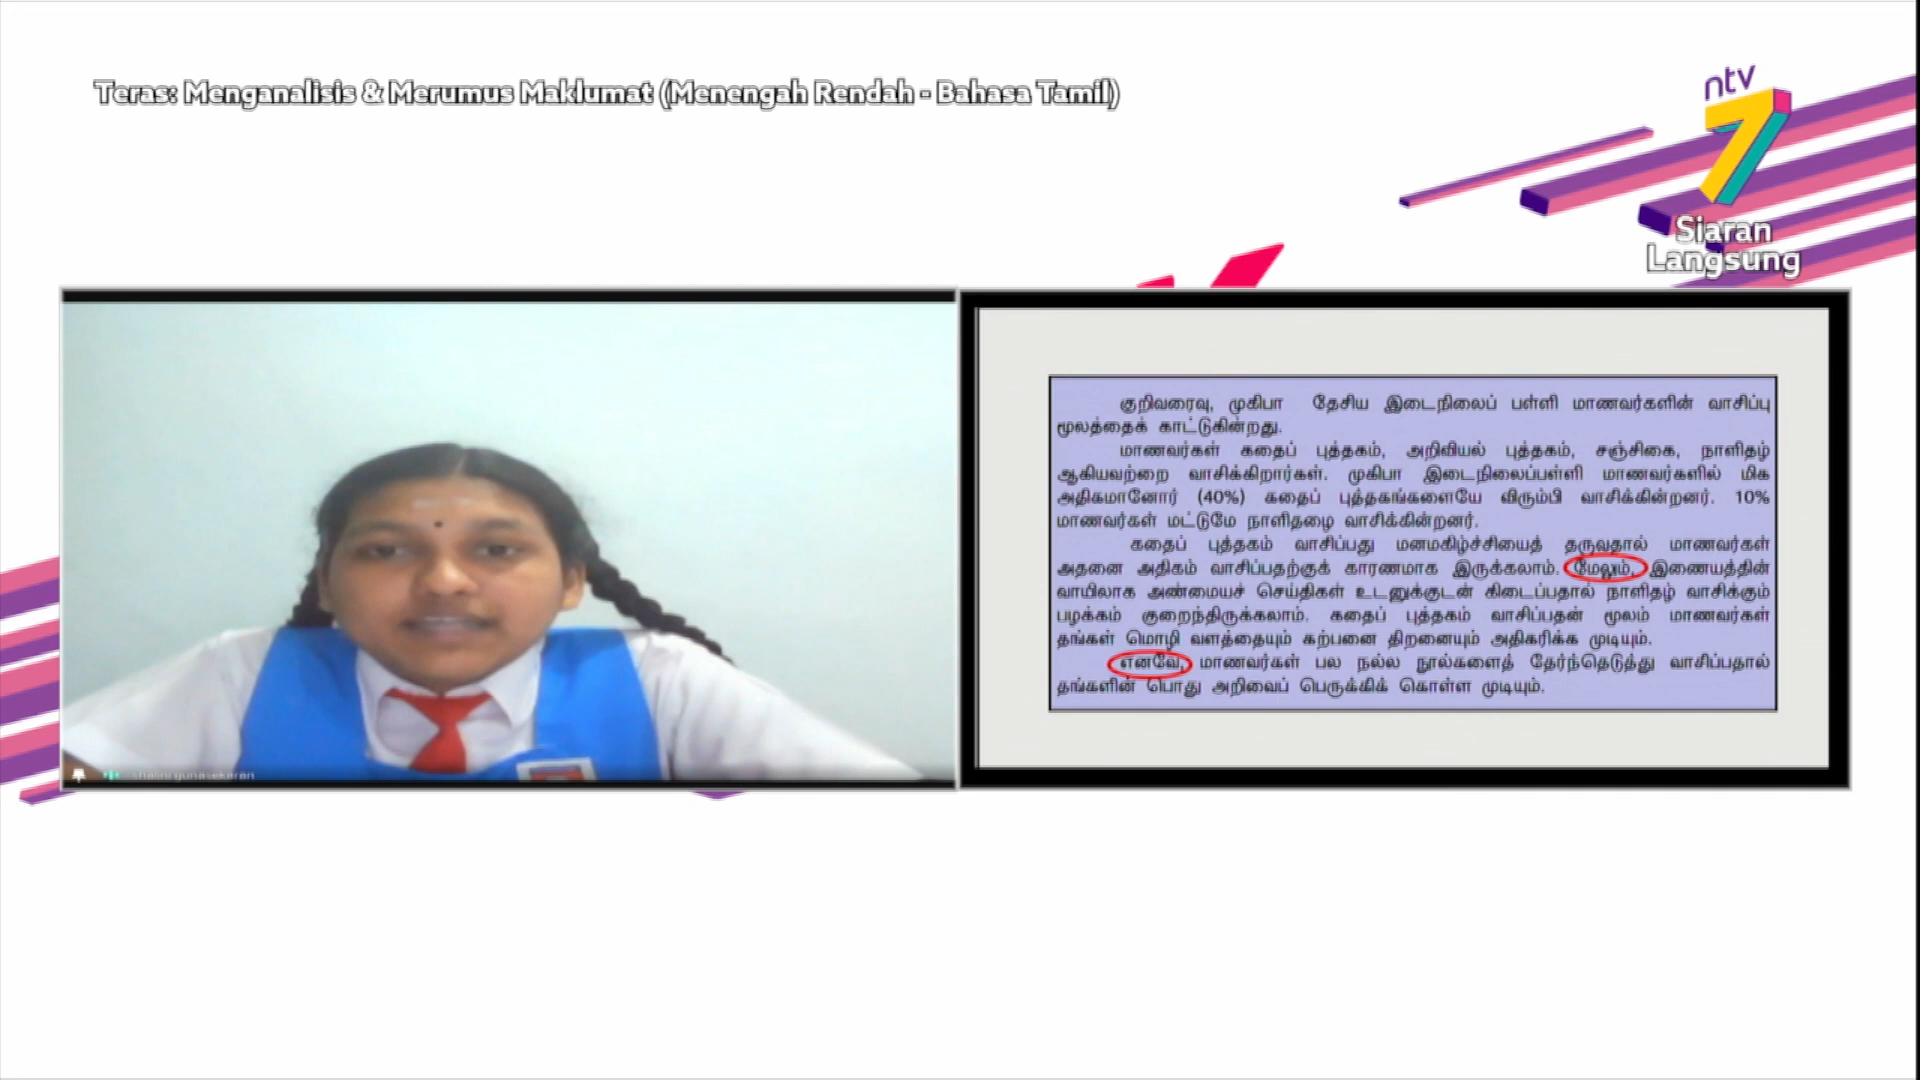 Teras: Menganalisis & Merumus Maklumat (Menengah Rendah - Bahasa Tamil)
ntv
7
Siaran
Langsung
குறிவரைவு, முகிபா தேசிய இடைநிலைப் பள்ளி மாணவர்களின் வாசிப்பு
மூலத்தைக் காட்டுகின்றது.
மாணவர்கள் கதைப் புத்தகம், அறிவியல் புத்தகம், சஞ்சிகை, நாளிதழ்
ஆகியவற்றை வாசிக்கிறார்கள். முகிபா இடைநிலைப்பள்ளி மாணவர்களில் மிக
அதிகமானோர் (40%) கதைப் புத்தகங்களையே விரும்பி வாசிக்கின்றனர். 10%
மாணவர்கள் மட்டுமே நாளிதழை வாசிக்கின்றனர்.
கதைப் புத்தகம் வாசிப்பது மனமகிழ்ச்சியைத் தருவதால் மாணவர்கள்
அதனை அதிகம் வாசிப்பதற்குக் காரணமாக இருக்கலாம். மேலும், இணையத்தின்
வாயிலாக அண்மையச் செய்திகள் உடனுக்குடன் கிடைப்பதால் நாளிதழ் வாசிக்கும்
பழக்கம் குறைந்திருக்கலாம். கதைப் புத்தகம் வாசிப்பதன் மூலம் மாணவர்கள்
தங்கள் மொழி வளத்தையும் கற்பனை திறனையும் அதிகரிக்க முடியும்.
எனவே, மாணவர்கள் பல நல்ல நூல்களைத் தேர்ந்தெடுத்து வாசிப்பதால்
தங்களின் பொது அறிவைப் பெருக்கிக் கொள்ள முடியும்.
shalini gunasekaran